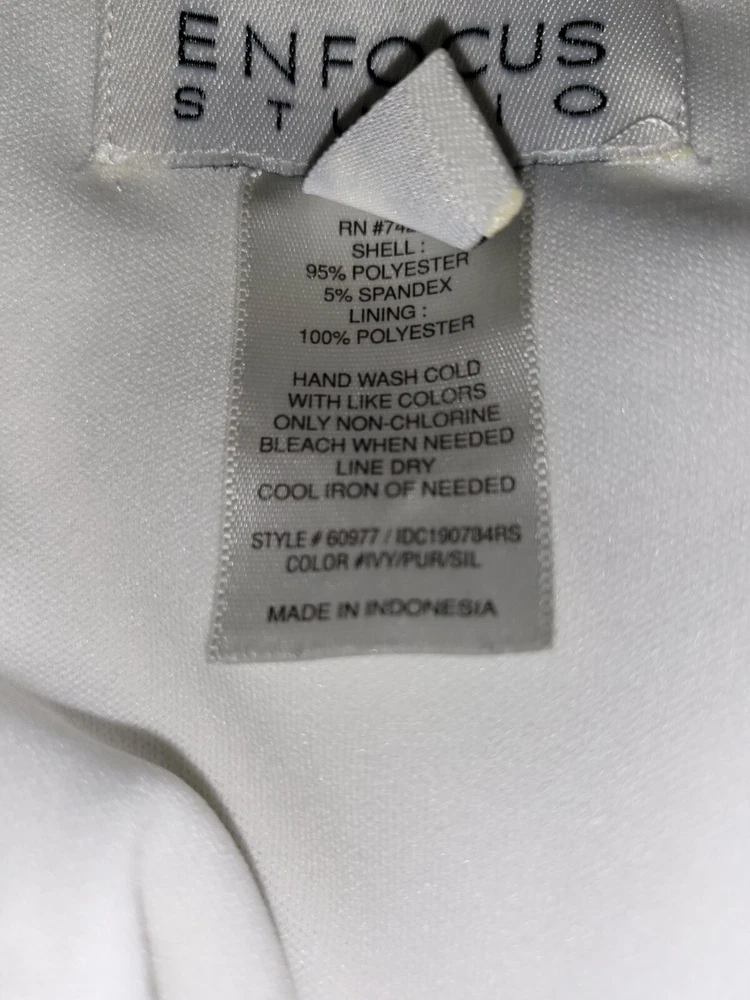 ENFOCUS
RN #74
SHELL :
95% POLYESTER
5% SPANDEX
LINING :
100% POLYESTER
HAND WASH COLD
WITH LIKE COLORS
ONLY NON-CHLORINE
BLEACH WHEN NEEDED
LINE DRY
COOL IRON OF NEEDED
STYLE # 60977 / IDC190784RS
COLOR #IVY/PUR/SIL
MADE IN INDONESIA